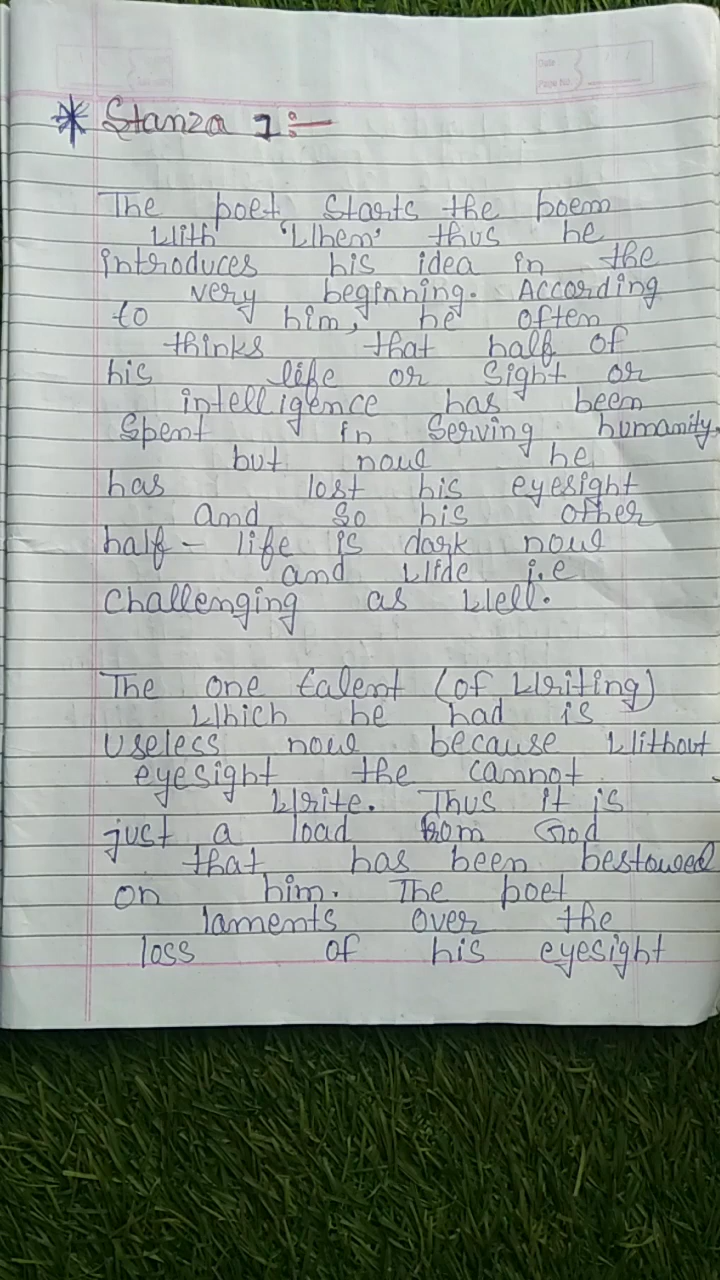 Date
Page No.
* Stanza 1 :-
The poet starts the poem
With 'When' thus he
introduces his idea in the
very beginning. According
to him, he often
thinks that half of
his life or Sight or
intelligence has been
Spent in Serving humanity,
but now he
has lost his eyesight
and So his other
half - life is dark now
and Wide i.e
Challenging as Well.
The one talent (of Writing)
Which he had is
Useless now because Without
eyesight the cannot
Write. Thus it is
just a load from God
that has been bestowed
on him. The poet
laments over the
loss of his eyesight